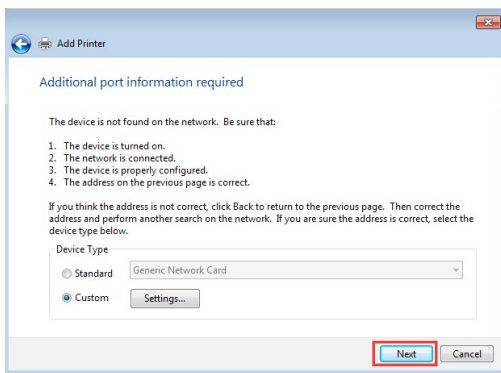 Add Printer
Additional port information required
The device is not found on the network. Be sure that:
1. The device is turned on.
2. The network is connected.
3. The device is properly configured.
4. The address on the previous page is correct.
If you think the address is not correct, click Back to return to the previous page. Then correct the
address and perform another search on the network. If you are sure the address is correct, select the
device type below.
Device Type
Standard
Generic Network Card
Custom
Settings...
Next
Cancel